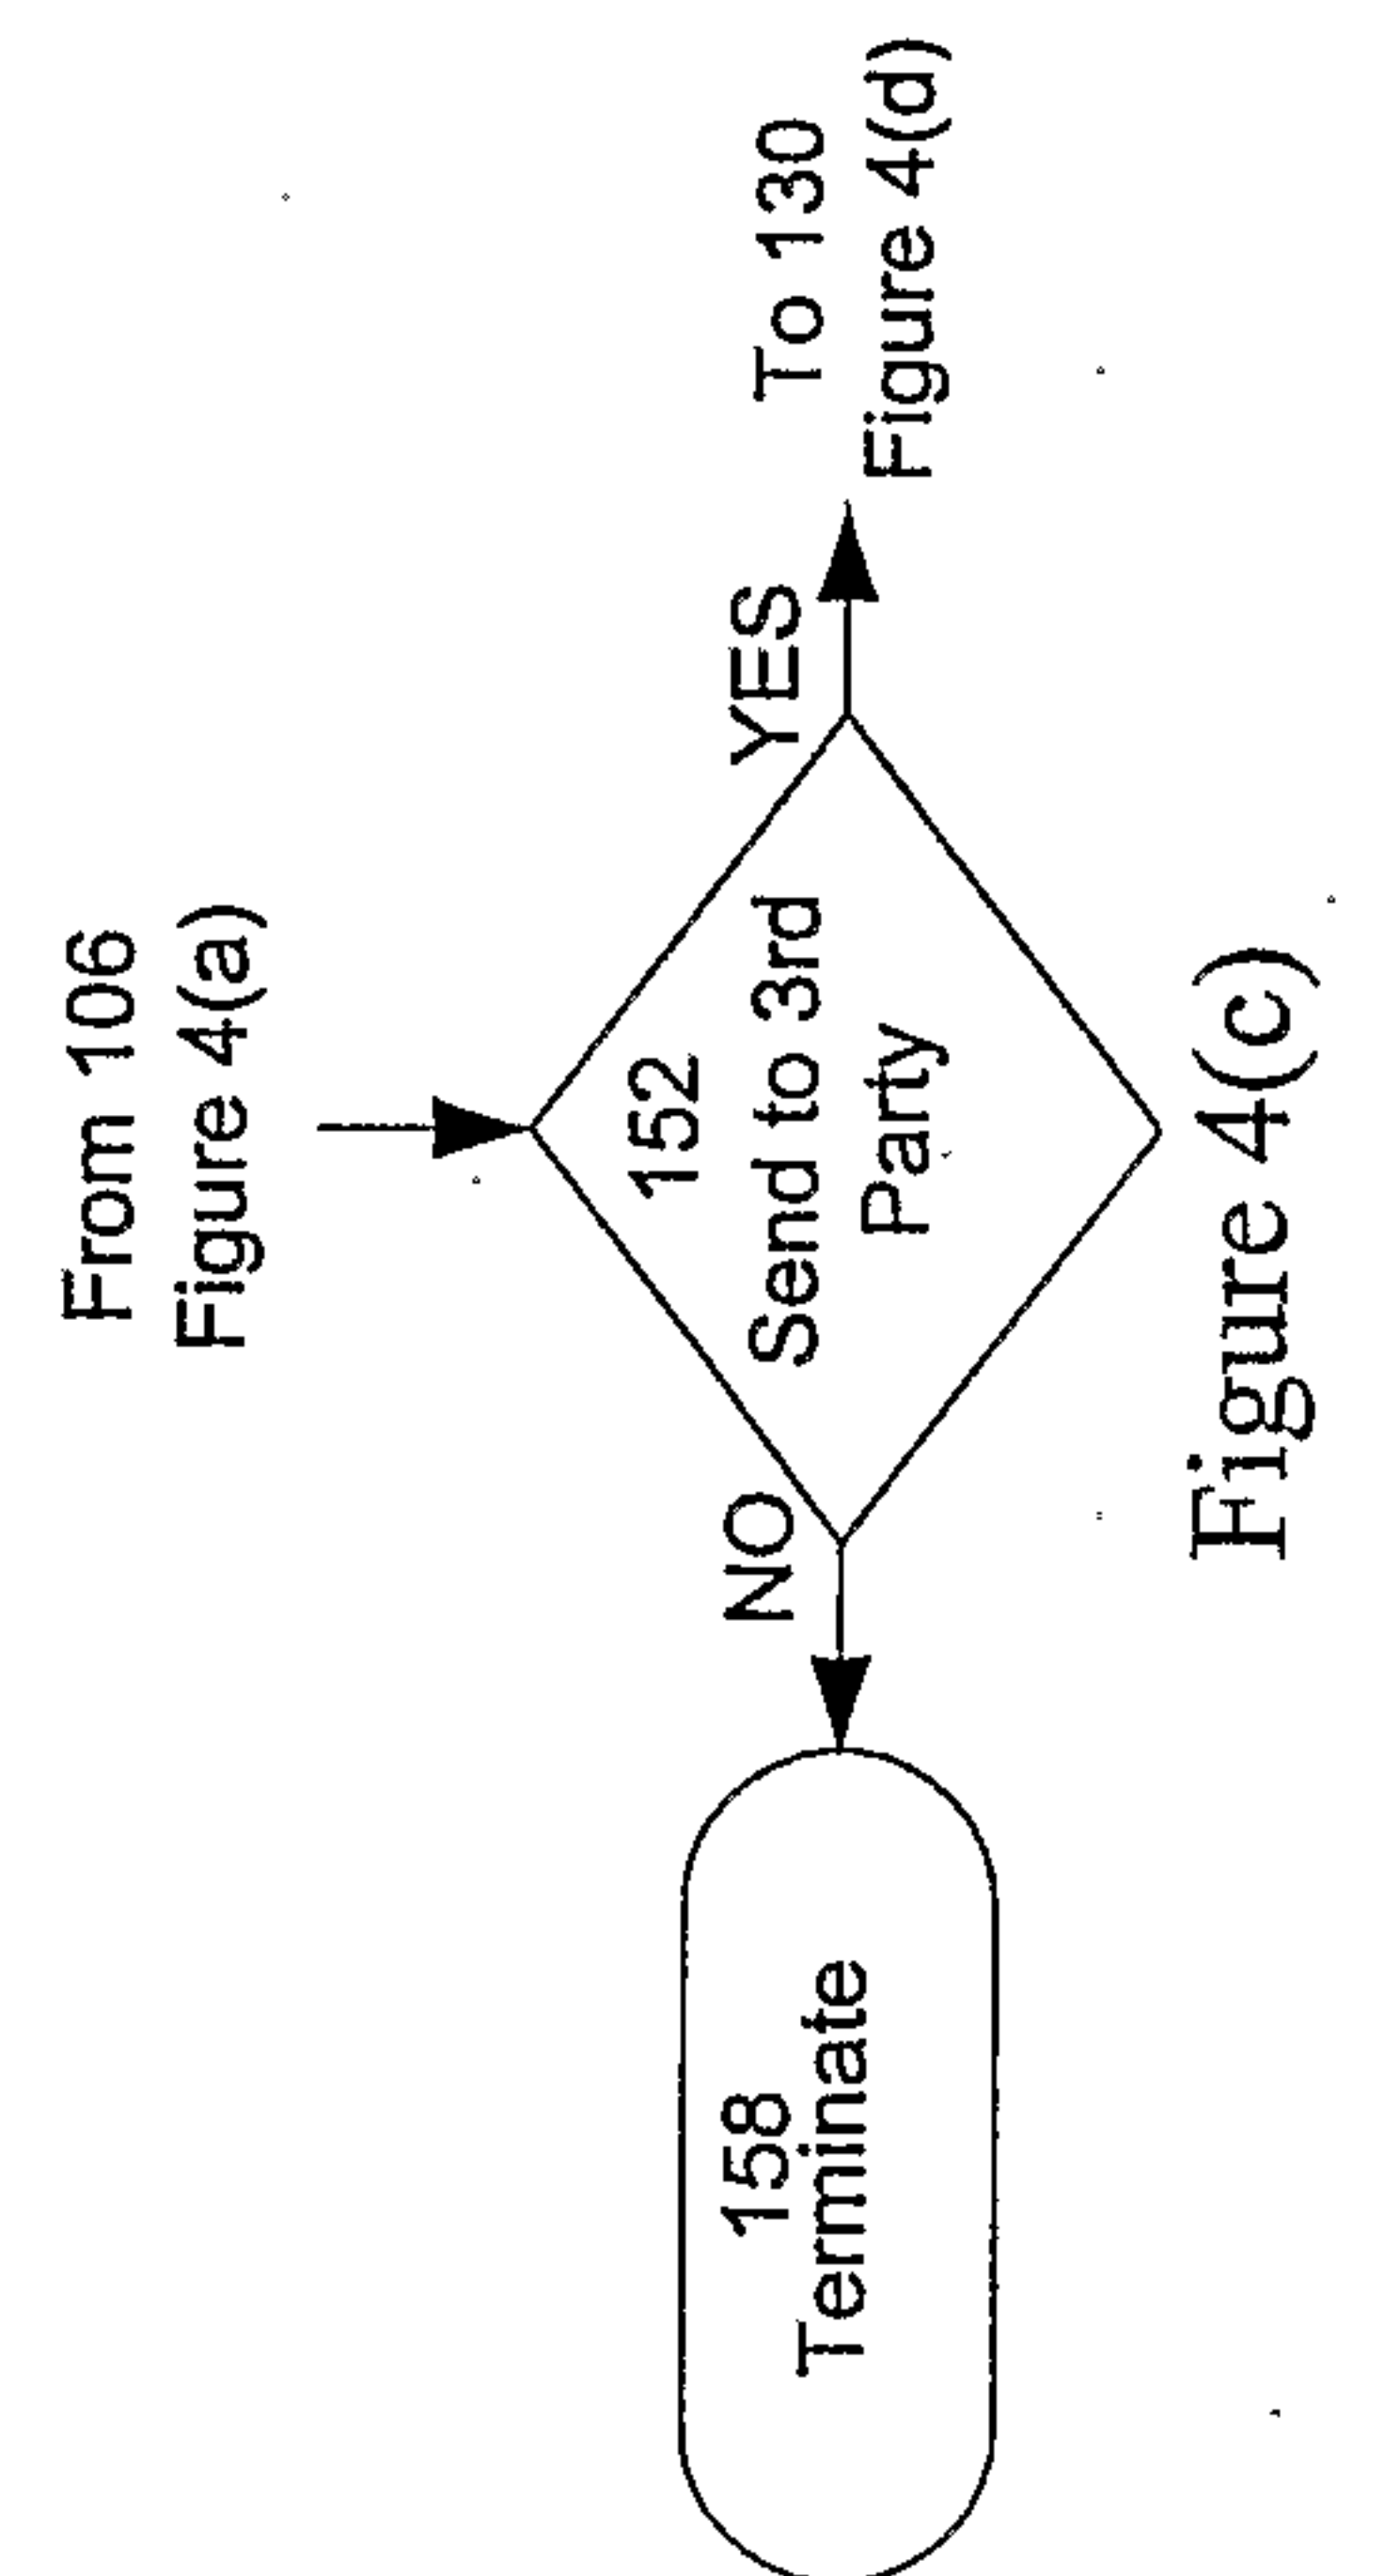 From 106
Figure 4(a)
158
Terminate
NO
152
Send to 3rd
Party
YES
To 130
Figure 4(d)
Figure 4(c)